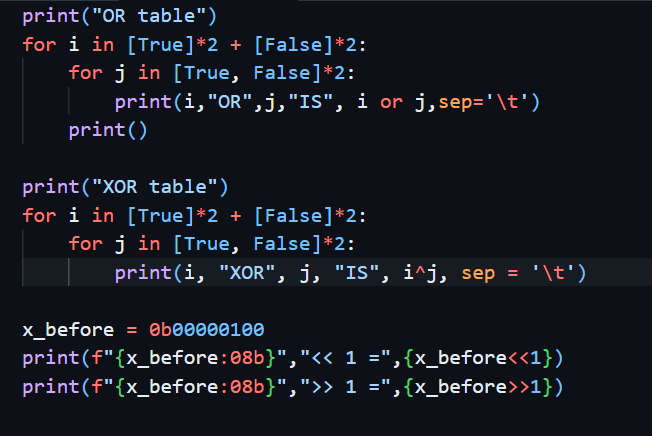 print("OR table")
for i in [True]*2 + [False]*2:
    for j in [True, False]*2:
        print(i,"OR",j,"IS", i or j,sep='\t')
    print()

print("XOR table")
for i in [True]*2 + [False]*2:
    for j in [True, False]*2:
        print(i, "XOR", j, "IS", i^j, sep = '\t')

x_before = 0b00000100
print(f"{x_before:08b}","<< 1 =",{x_before<<1})
print(f"{x_before:08b}",">> 1 =",{x_before>>1})